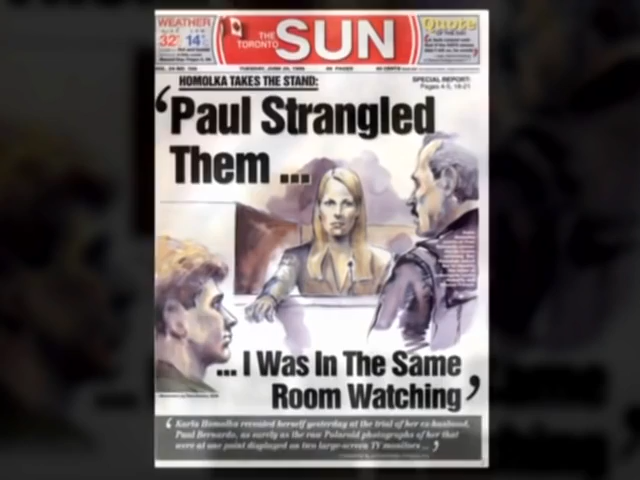 WEATHER
32°
14°
THE
TORONTO
SUN
Quote
HOMOLKA TAKES THE STAND:
SPECIAL REPORT:
Pages 4-5, 19-21
‘Paul Strangled
Them ...
... I Was In The Same
Room Watching’
‘ Karla Homolka revealed herself yesterday at the trial of her ex-husband,
Paul Bernardo, as surely as the raw Polaroid photographs of her that
were at one point displayed on two large-screen TV monitors ... ’